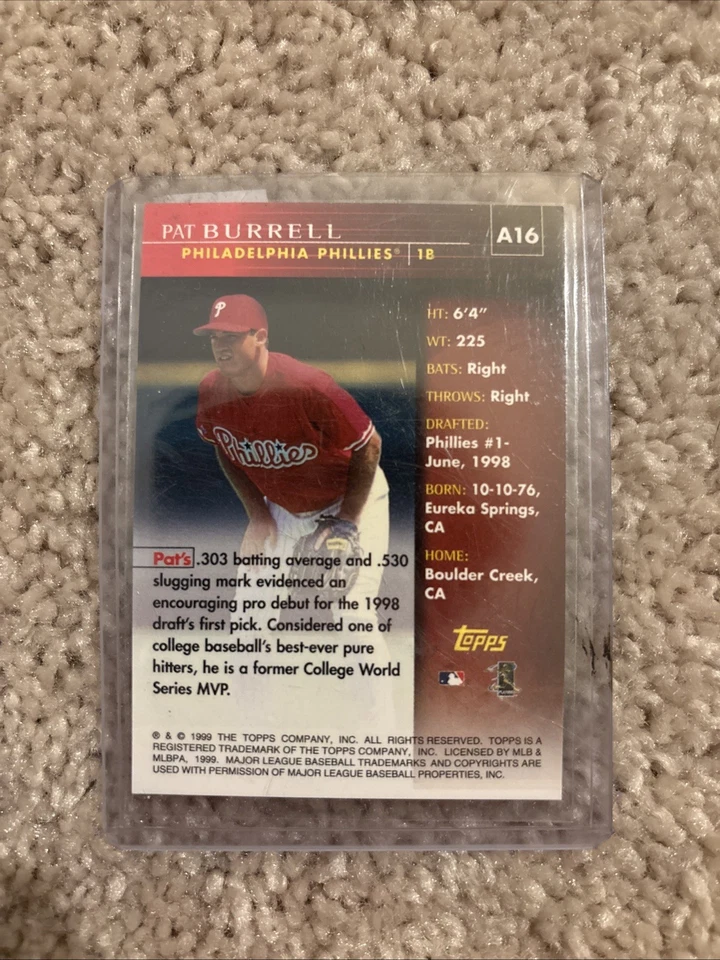 PAT BURRELL
PHILADELPHIA PHILLIES® 1B
A16
P
Phillies
HT: 6'4"
WT: 225
BATS: Right
THROWS: Right
DRAFTED:
Phillies #1-
June, 1998
BORN: 10-10-76,
Eureka Springs,
CA
HOME:
Boulder Creek,
CA
Pat's .303 batting average and .530
slugging mark evidenced an
encouraging pro debut for the 1998
draft's first pick. Considered one of
college baseball's best-ever pure
hitters, he is a former College World
Series MVP.
Topps
® & © 1999 THE TOPPS COMPANY, INC. ALL RIGHTS RESERVED. TOPPS IS A
REGISTERED TRADEMARK OF THE TOPPS COMPANY, INC. LICENSED BY MLB &
MLBPA, 1999. MAJOR LEAGUE BASEBALL TRADEMARKS AND COPYRIGHTS ARE
USED WITH PERMISSION OF MAJOR LEAGUE BASEBALL PROPERTIES, INC.